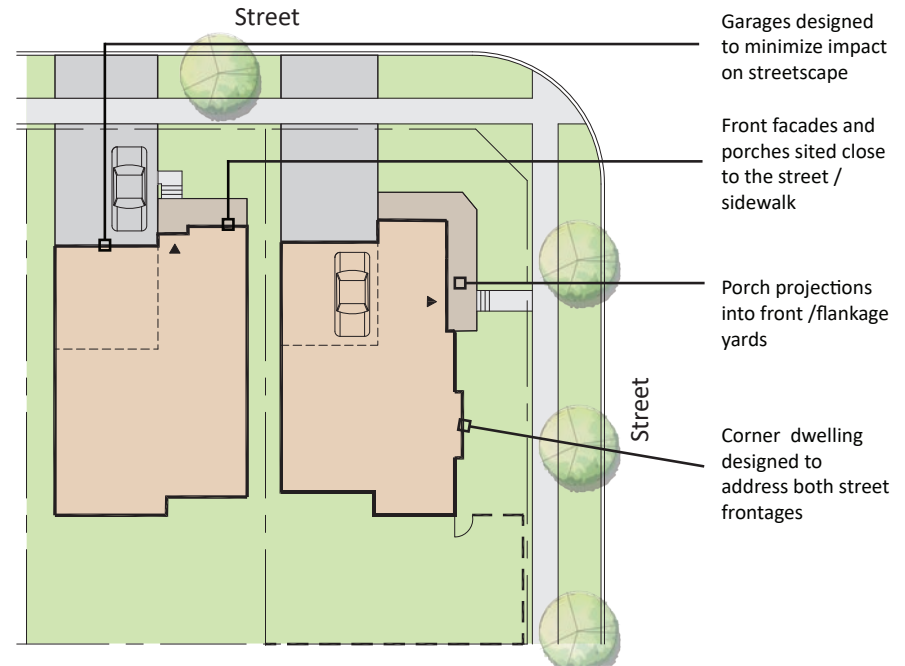 Street
Garages designed
to minimize impact
on streetscape
Front facades and
porches sited close
to the street /
sidewalk
Porch projections
into front /flankage
yards
Street
Corner dwelling
designed to
address both street
frontages